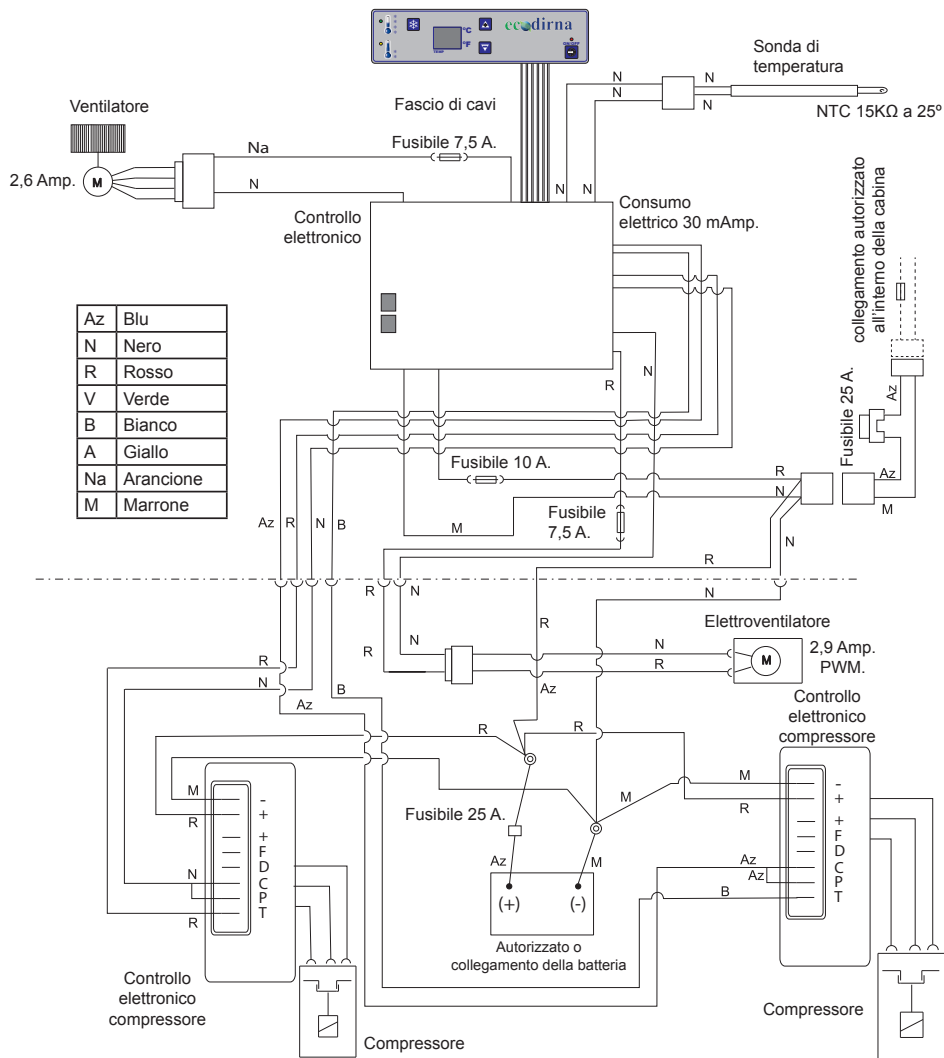 ecodirna
°C
°F
TEMP
ON/OFF
Sonda di
temperatura
N
N
N
N
NTC 15KΩ a 25º
Fascio di cavi
Ventilatore
2,6 Amp.
M
Na
N
Fusibile 7,5 A.
N
N
Controllo
elettronico
Consumo
elettrico 30 mAmp.
collegamento autorizzato
all'interno della cabina
Az Blu
N Nero
R Rosso
V Verde
B Bianco
A Giallo
Na Arancione
M Marrone
R
N
Az
Fusibile 25 A.
Az
M
Fusibile 10 A.
R
N
M
Fusibile
7,5 A.
Az
R
N
B
R
N
R
N
R
N
Elettroventilatore
2,9 Amp.
PWM.
M
N
R
N
R
R
Az
R
N
B
Az
Controllo
elettronico
compressore
R
R
M
M
R
-
+
+
F
D
C
P
T
Az
Az
B
M
R
N
R
-
+
+
F
D
C
P
T
Fusibile 25 A.
Az
M
(+)
(-)
Autorizzato o
collegamento della batteria
Controllo
elettronico
compressore
Compressore
Compressore